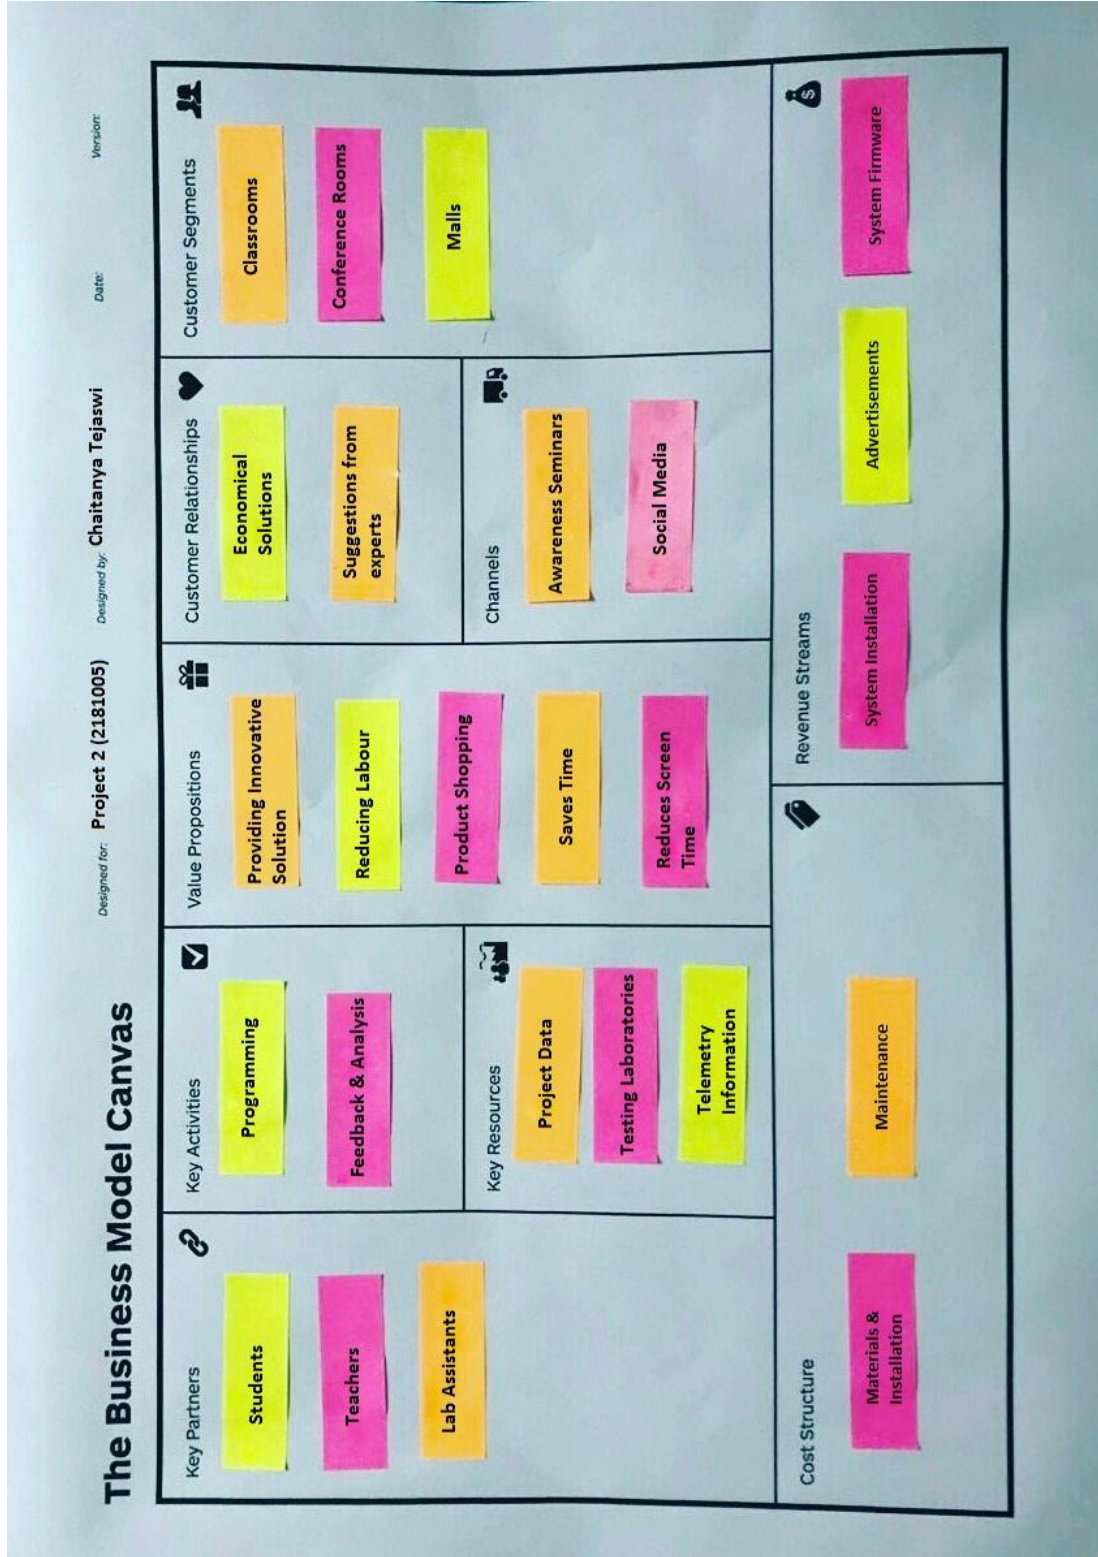 The Business Model Canvas
Designed for: Project 2 (2181005)
Designed by: Chaitanya Tejaswi
Date:
Version:
Key Partners
Students
Teachers
Lab Assistants
Key Activities
Programming
Feedback & Analysis
Key Resources
Project Data
Testing Laboratories
Telemetry
Information
Value Propositions
Providing Innovative
Solution
Reducing Labour
Product Shopping
Saves Time
Reduces Screen
Time
Customer Relationships
Economical
Solutions
Suggestions from
experts
Channels
Awareness Seminars
Social Media
Customer Segments
Classrooms
Conference Rooms
Malls
Cost Structure
Materials &
Installation
Maintenance
Revenue Streams
System Installation
Advertisements
System Firmware